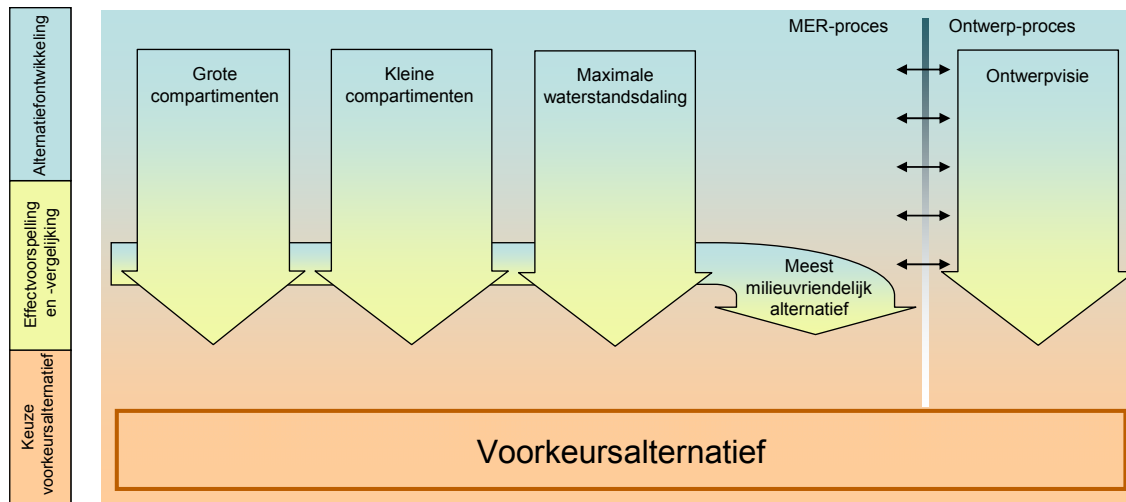 MER-proces
Ontwerp-proces
Alternatiefontwikkeling
Grote
compartimenten
Kleine
compartimenten
Maximale
waterstandsdaling
Ontwerpvisie
Effectvoorspelling
en -vergelijking
Meest
milieuvriendelijk
alternatief
Keuze
voorkeursalternatief
Voorkeursalternatief